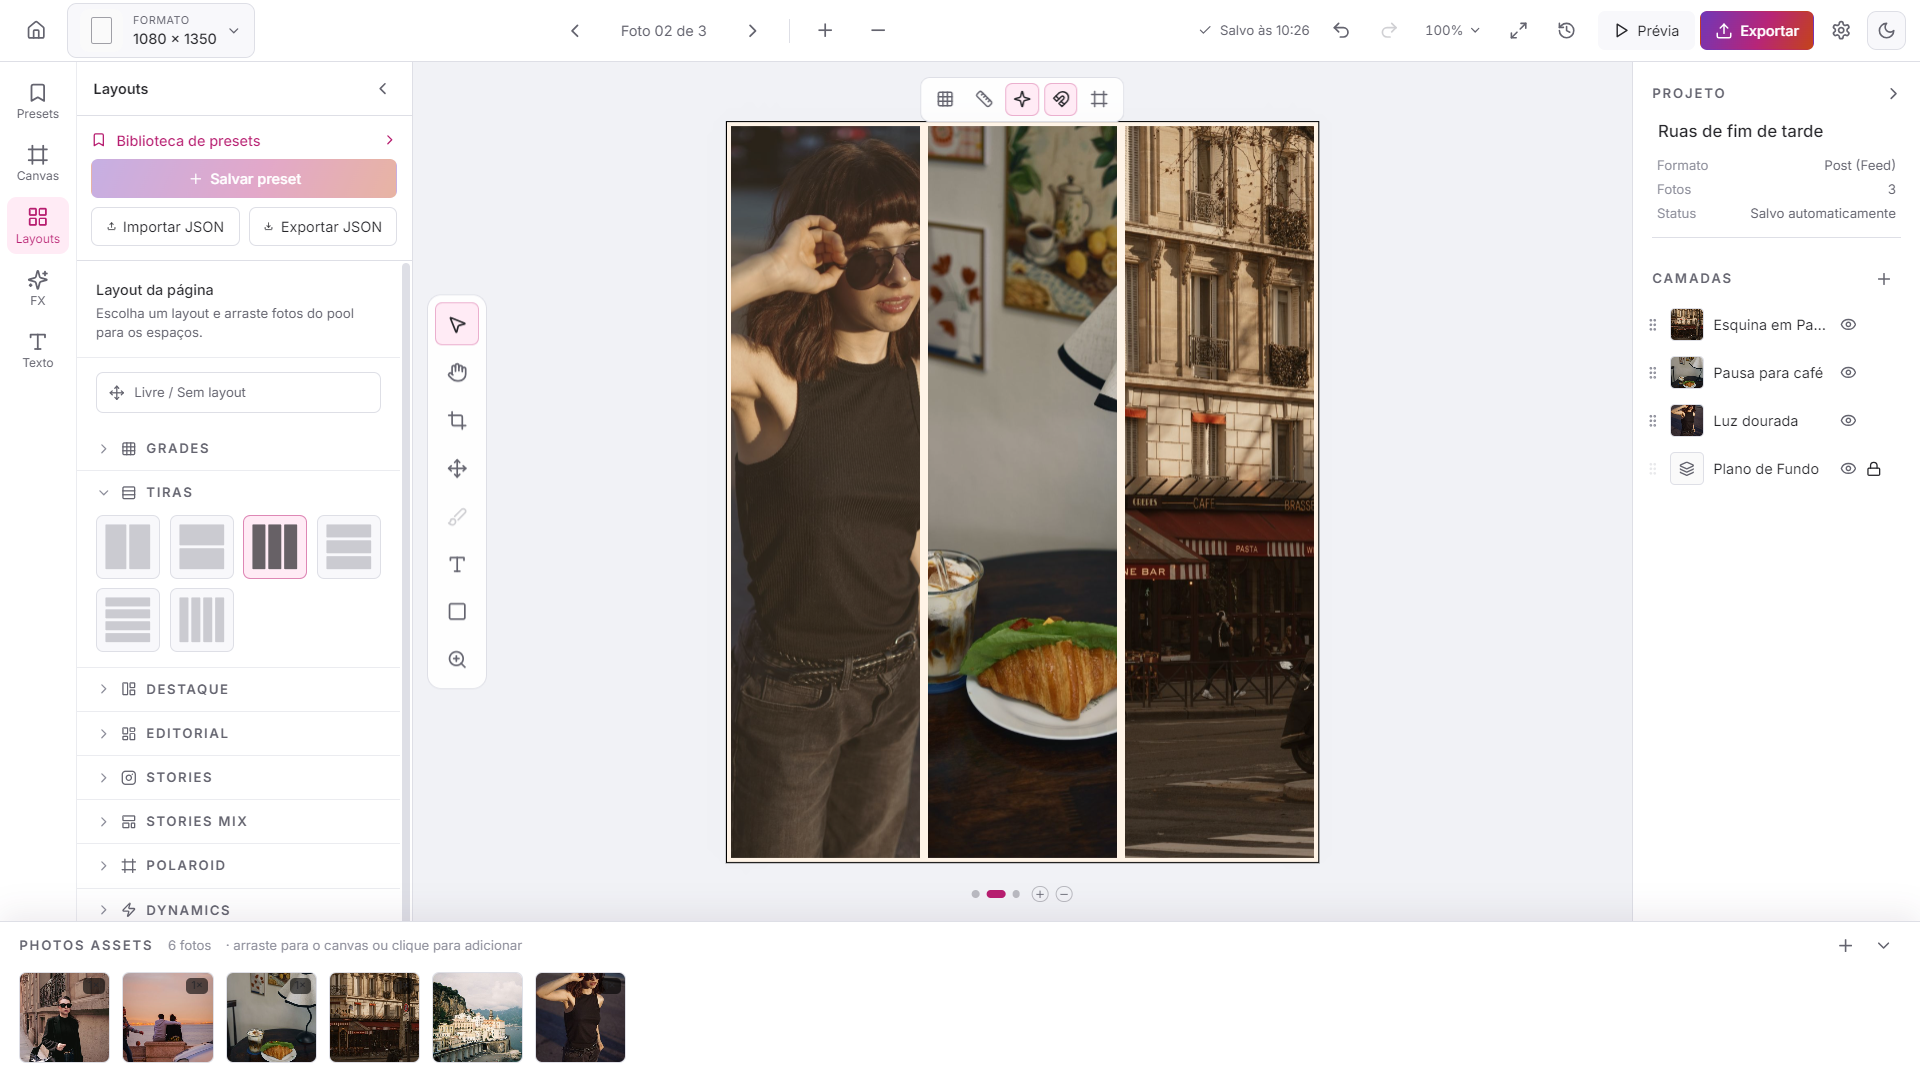 FORMATO
1080 × 1350
Foto 02 de 3
Salvo às 10:26
100%
Prévia
Exportar
Presets
Canvas
Layouts
FX
Texto
Layouts
Biblioteca de presets
Salvar preset
Importar JSON
Exportar JSON
Layout da página
Escolha um layout e arraste fotos do pool
para os espaços.
Livre / Sem layout
GRADES
TIRAS
DESTAQUE
EDITORIAL
STORIES
STORIES MIX
POLAROID
DYNAMICS
CREPES
CAFE
BRASSE
PASTA
W
NE BAR
PROJETO
Ruas de fim de tarde
Formato
Post (Feed)
Fotos
3
Status
Salvo automaticamente
CAMADAS
Esquina em Pa...
Pausa para café
Luz dourada
Plano de Fundo
PHOTOS ASSETS
6 fotos
· arraste para o canvas ou clique para adicionar